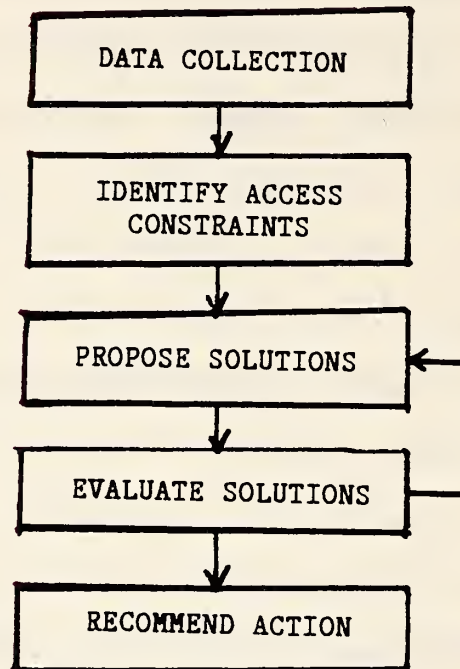 DATA COLLECTION
IDENTIFY ACCESS
CONSTRAINTS
PROPOSE SOLUTIONS
EVALUATE SOLUTIONS
RECOMMEND ACTION